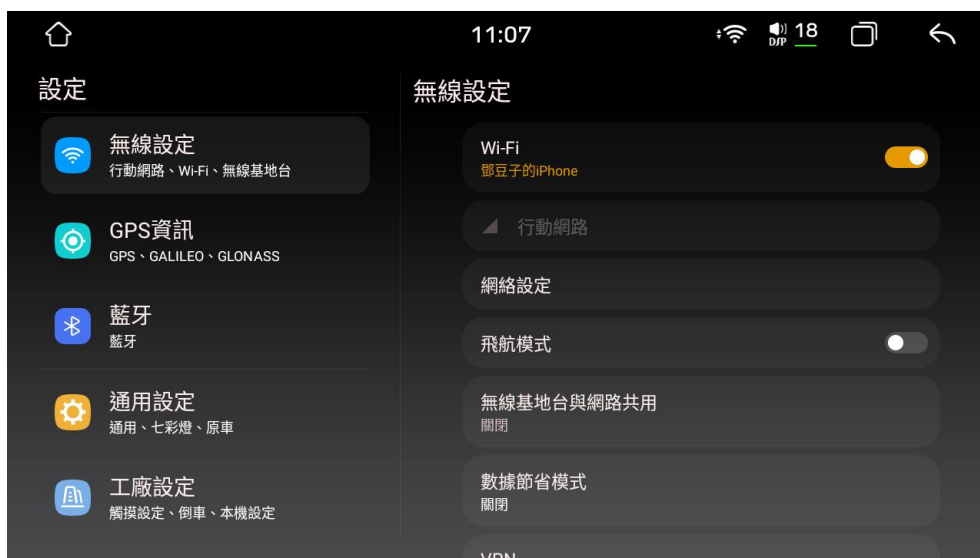 11:07
DSP 18
設定
無線設定
行動網路、Wi-Fi、無線基地台
GPS資訊
GPS、GALILEO、GLONASS
藍牙
藍牙
通用設定
通用、七彩燈、原車
工廠設定
觸摸設定、倒車、本機設定
無線設定
Wi-Fi
鄧豆子的iPhone
行動網路
網絡設定
飛航模式
無線基地台與網路共用
關閉
數據節省模式
關閉
VPN